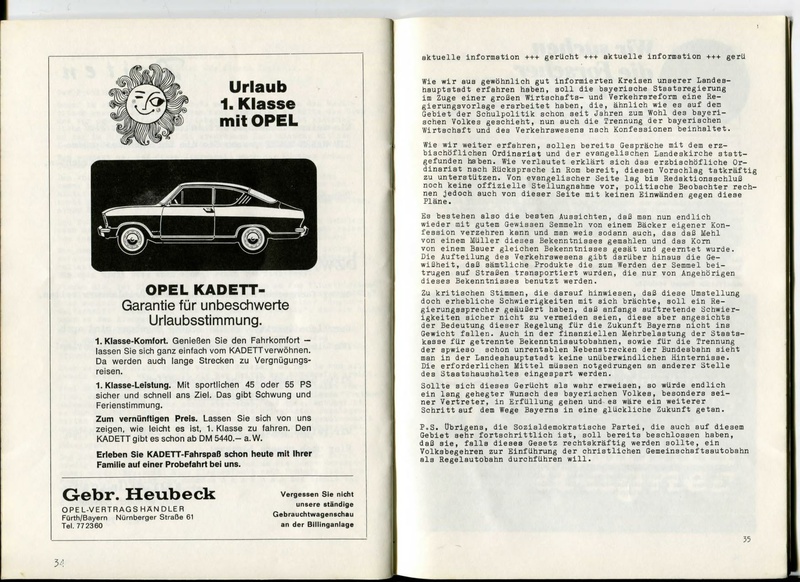 Urlaub
1. Klasse
mit OPEL
OPEL KADETT-
Garantie für unbeschwerte
Urlaubsstimmung.
1. Klasse-Komfort. Genießen Sie den Fahrkomfort –
lassen Sie sich ganz einfach vom KADETT verwöhnen.
Da werden auch lange Strecken zu Vergnügungs-
reisen.
1. Klasse-Leistung. Mit sportlichen 45 oder 55 PS
sicher und schnell ans Ziel. Das gibt Schwung und
Ferienstimmung.
Zum vernünftigen Preis. Lassen Sie sich von uns
zeigen, wie leicht es ist, 1. Klasse zu fahren. Den
KADETT gibt es schon ab DM 5440.– a. W.
Erleben Sie KADETT-Fahrspaß schon heute mit Ihrer
Familie auf einer Probefahrt bei uns.
Gebr. Heubeck
OPEL-VERTRAGSHÄNDLER
Fürth/Bayern Nürnberger Straße 61
Tel. 772360
Vergessen Sie nicht
unsere ständige
Gebrauchtwagenschau
an der Billinganlage
34
aktuelle information +++ gerücht +++ aktuelle information +++ gerü
Wie wir aus gewöhnlich gut informierten Kreisen unserer Landes-
hauptstadt erfahren haben, soll die bayerische Staatsregierung
im Zuge einer großen Wirtschafts- und Verkehrsreform eine Re-
gierungsvorlage erarbeitet haben, die, ähnlich wie es auf dem
Gebiet der Schulpolitik schon seit Jahren zum Wohl des bayeri-
schen Volkes geschieht, nun auch die Trennung der bayerischen
Wirtschaft und des Verkehrswesens nach Konfessionen beinhaltet.
Wie wir weiter erfahren, sollen bereits Gespräche mit dem erz-
bischöflichen Ordinariat und der evangelischen Landeskirche statt-
gefunden haben. Wie verlautet erklärt sich das erzbischöfliche Or-
dinariat nach Rücksprache in Rom bereit, diesen Vorschlag tatkräftig
zu unterstützen. Von evangelischer Seite lag bis Redaktionsschluß
noch keine offizielle Stellungnahme vor, politische Beobachter rech-
nen jedoch auch von dieser Seite mit keinen Einwänden gegen diese
Pläne.
Es bestehen also die besten Aussichten, daß man nun endlich
wieder mit gutem Gewissen Semmeln von einem Bäcker eigener Kon-
fession verzehren kann und man weis sodann auch, das daß Mehl
von einem Müller dieses Bekenntnisses gemahlen und das Korn
von einem Bauer gleichen Bekenntnisses gesät und geerntet wurde.
Die Aufteilung des Verkehrswesens gibt darüber hinaus die Ge-
wißheit, daß sämtliche Produkte die zum Werden der Semmel bei-
trugen auf Straßen transportiert wurden, die nur von Angehörigen
dieses Bekenntnisses benutzt werden.
Zu kritischen Stimmen, die darauf hinwiesen, daß diese Umstellung
doch erhebliche Schwierigkeiten mit sich brächte, soll ein Re-
gierungssprecher geäußert haben, daß anfangs auftretende Schwier-
igkeiten sicher nicht zu vermeiden seien, diese aber angesichts
der Bedeutung dieser Regelung für die Zukunft Bayerns nicht ins
Gewicht fallen. Auch in der finanziellen Mehrbelastung der Staats-
kasse für getrennte Bekenntnisautobahnen, sowie für die Trennung
der spwieso schon unrentablen Nebenstrecken der Bundesbahn sieht
man in der Landeshauptstadt keine unüberwindlichen Hinternisse.
Die erforderlichen Mittel müssen notgedrungen an anderer Stelle
des Staatshaushaltes eingespart werden.
Sollte sich dieses Gerücht als wahr erweisen, so würde endlich
ein lang gehegter Wunsch des bayerischen Volkes, besonders sei-
ner Vertreter, in Erfüllung gehen und es wäre ein weiterer
Schritt auf dem Wege Bayerns in eine glückliche Zukunft getan.
P.S. Übrigens, die Sozialdemokratische Partei, die auch auf diesem
Gebiet sehr fortschrittlich ist, soll bereits beschlossen haben,
daß sie, falls dieses Gesetz rechtskräftig werden sollte, ein
Volksbegehren zur Einführung der christlichen Gemeinschaftsautobahn
als Regelautobahn durchführen will.
35